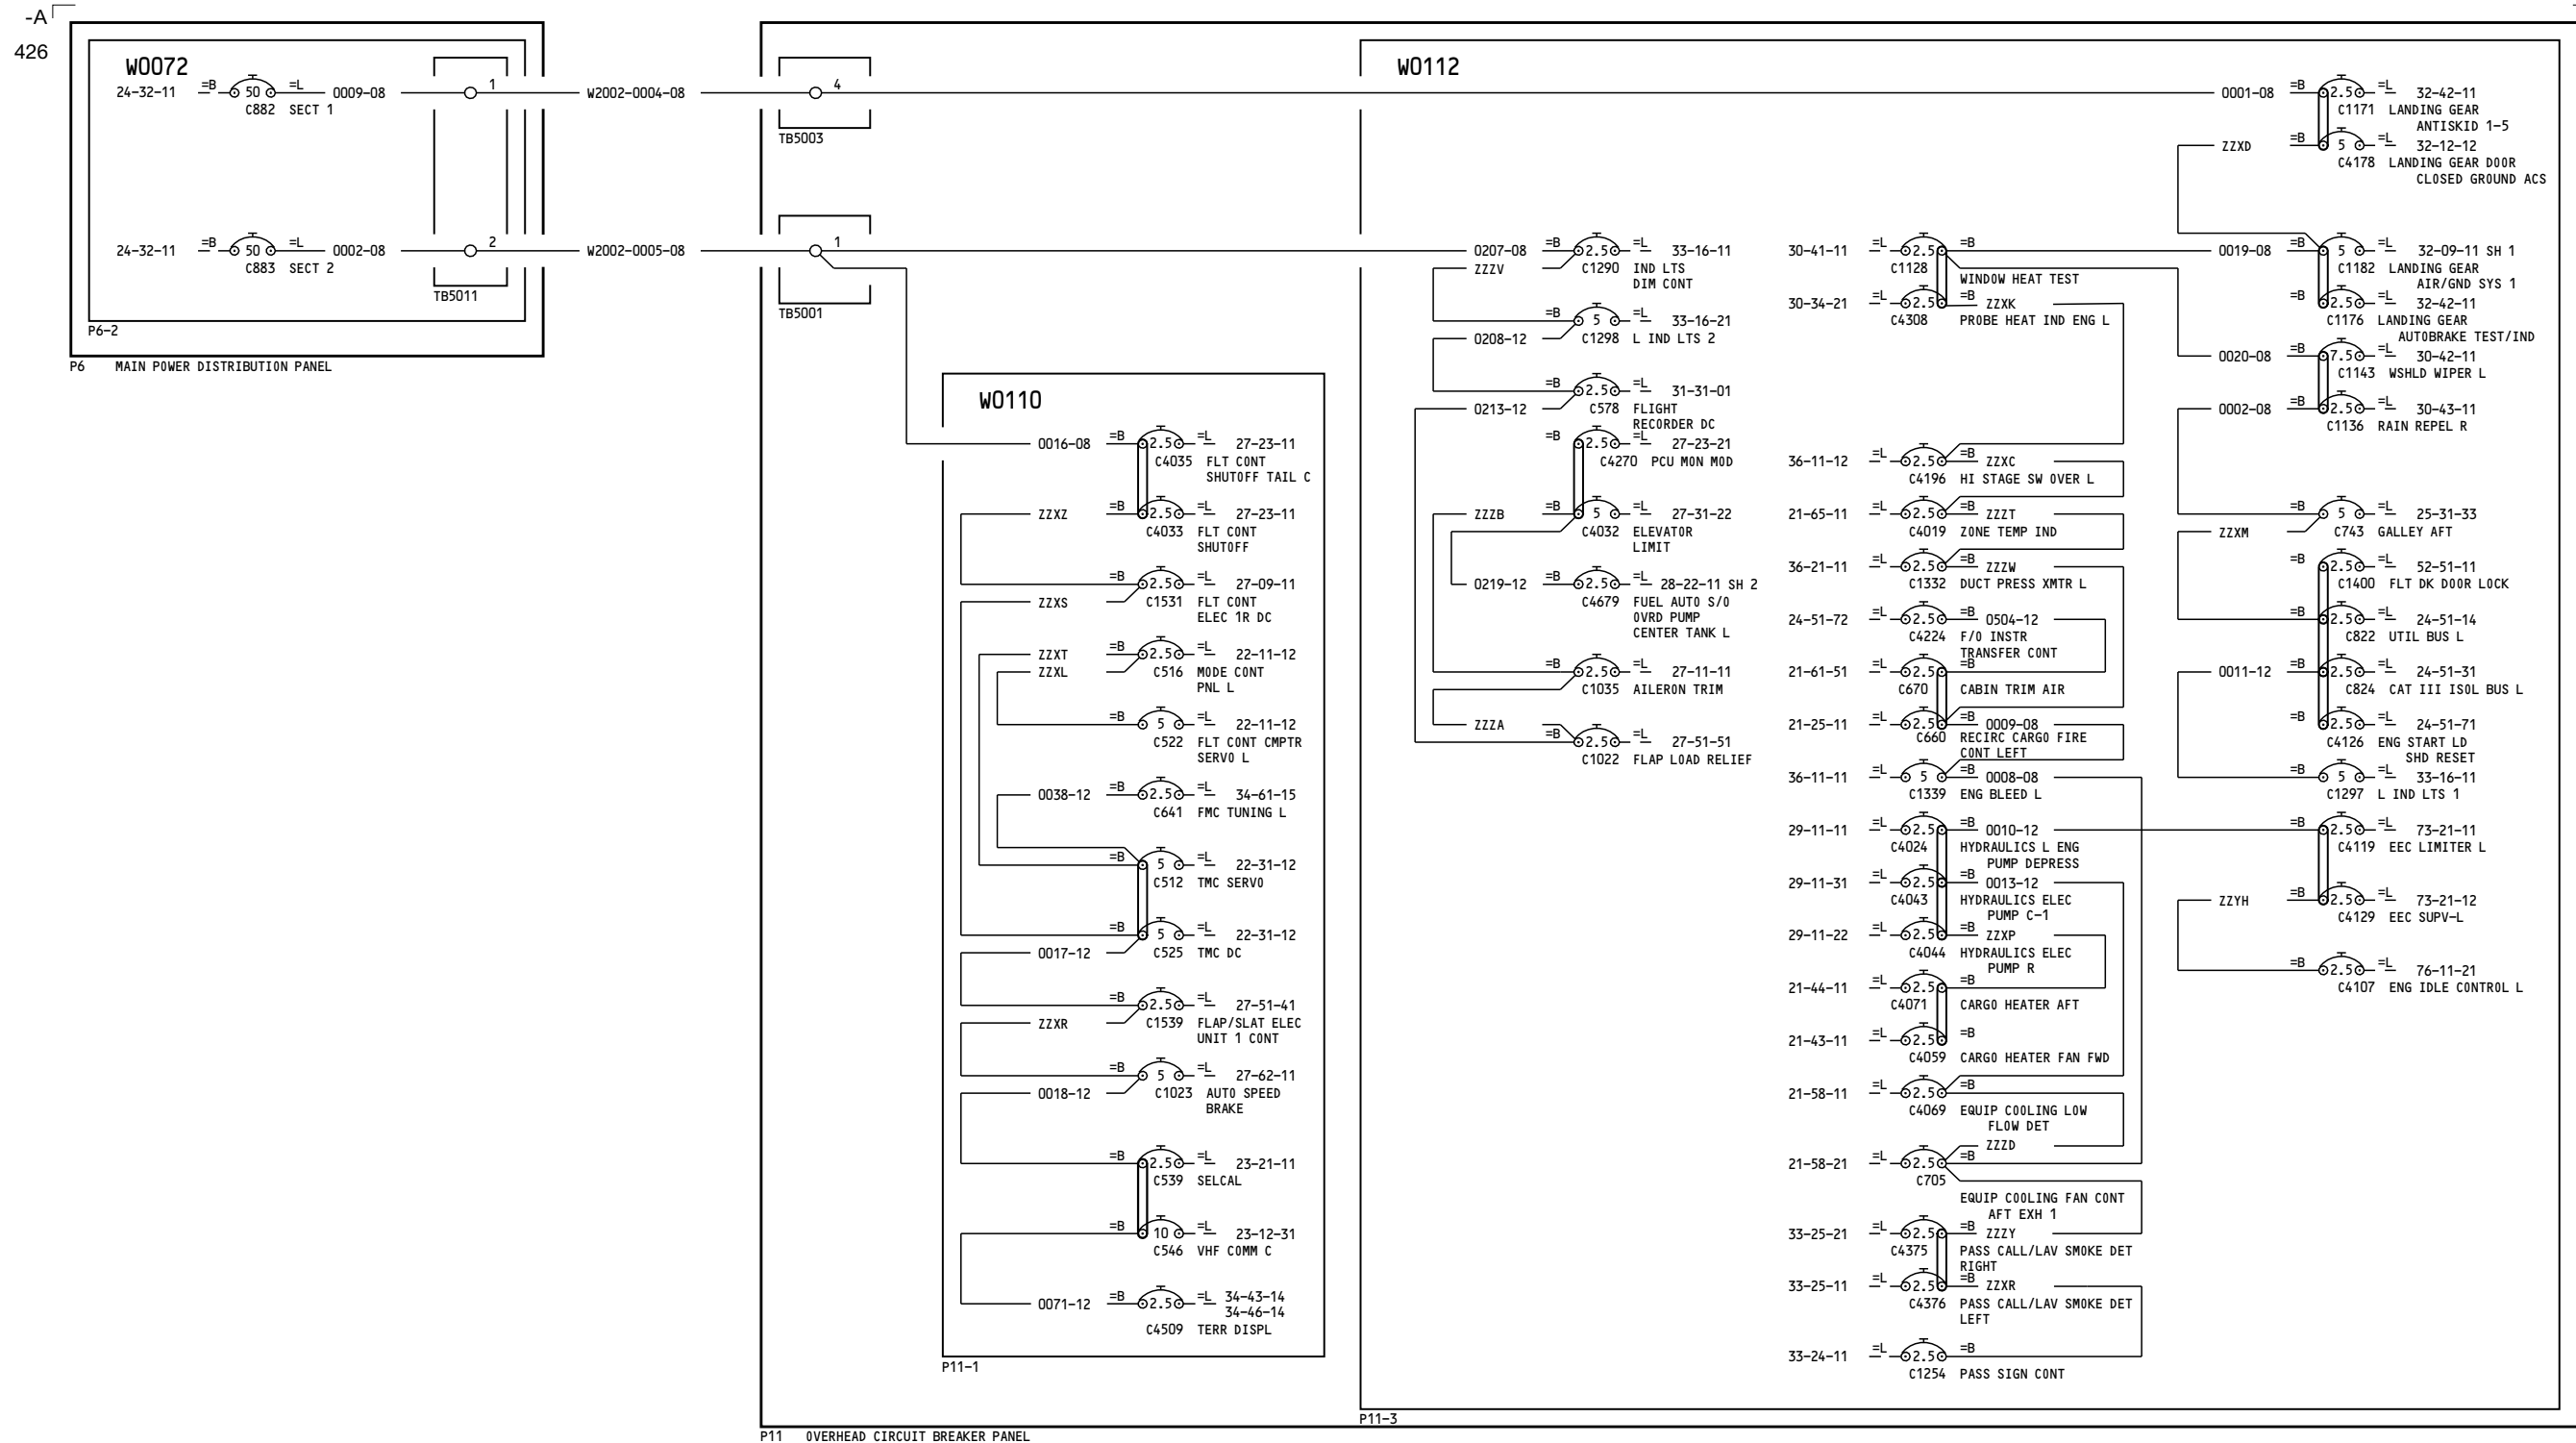 -A
426
W0072
24-32-11 =B 50 =L 0009-08 1 W2002-0004-08 4
C882 SECT 1
TB5003
24-32-11 =B 50 =L 0002-08 2 W2002-0005-08 1
C883 SECT 2
TB5011
TB5001
P6-2
P6 MAIN POWER DISTRIBUTION PANEL
W0110
0016-08 =B 2.5 =L 27-23-11
C4035 FLT CONT
SHUTOFF TAIL C
ZZXZ =B 2.5 =L 27-23-11
C4033 FLT CONT
SHUTOFF
=B 2.5 =L 27-09-11
ZZXS C1531 FLT CONT
ELEC 1R DC
ZZXT =B 2.5 =L 22-11-12
ZZXL C516 MODE CONT
PNL L
=B 5 =L 22-11-12
C522 FLT CONT CMPTR
SERVO L
0038-12 =B 2.5 =L 34-61-15
C641 FMC TUNING L
=B 5 =L 22-31-12
C512 TMC SERVO
=B 5 =L 22-31-12
0017-12 C525 TMC DC
=B 2.5 =L 27-51-41
ZZXR C1539 FLAP/SLAT ELEC
UNIT 1 CONT
=B 5 =L 27-62-11
0018-12 C1023 AUTO SPEED
BRAKE
=B 2.5 =L 23-21-11
C539 SELCAL
=B 10 =L 23-12-31
C546 VHF COMM C
0071-12 =B 2.5 =L 34-43-14
34-46-14
C4509 TERR DISPL
P11-1
W0112
0207-08 =B 2.5 =L 33-16-11
ZZZV C1290 IND LTS
DIM CONT
=B 5 =L 33-16-21
0208-12 C1298 L IND LTS 2
=B 2.5 =L 31-31-01
0213-12 C578 FLIGHT
RECORDER DC
=B 2.5 =L 27-23-21
C4270 PCU MON MOD
ZZZB =B 5 =L 27-31-22
C4032 ELEVATOR
LIMIT
0219-12 =B 2.5 =L 28-22-11 SH 2
C4679 FUEL AUTO S/O
OVRD PUMP
CENTER TANK L
=B 2.5 =L 27-11-11
C1035 AILERON TRIM
ZZZA =B 2.5 =L 27-51-51
C1022 FLAP LOAD RELIEF
30-41-11 =L 2.5 =B
C1128 WINDOW HEAT TEST
30-34-21 =L 2.5 =B ZZXK
C4308 PROBE HEAT IND ENG L
36-11-12 =L 2.5 =B ZZXC
C4196 HI STAGE SW OVER L
21-65-11 =L 2.5 =B ZZZT
C4019 ZONE TEMP IND
36-21-11 =L 2.5 =B ZZZW
C1332 DUCT PRESS XMTR L
24-51-72 =L 2.5 =B 0504-12
C4224 F/O INSTR
TRANSFER CONT
21-61-51 =L 2.5 =B
C670 CABIN TRIM AIR
21-25-11 =L 2.5 =B 0009-08
C660 RECIRC CARGO FIRE
CONT LEFT
36-11-11 =L 5 =B 0008-08
C1339 ENG BLEED L
29-11-11 =L 2.5 =B 0010-12
C4024 HYDRAULICS L ENG
PUMP DEPRESS
29-11-31 =L 2.5 =B 0013-12
C4043 HYDRAULICS ELEC
PUMP C-1
29-11-22 =L 2.5 =B ZZXP
C4044 HYDRAULICS ELEC
PUMP R
21-44-11 =L 2.5 =B
C4071 CARGO HEATER AFT
21-43-11 =L 2.5 =B
C4059 CARGO HEATER FAN FWD
21-58-11 =L 2.5 =B
C4069 EQUIP COOLING LOW
FLOW DET
ZZZD
21-58-21 =L 2.5 =B
C705
EQUIP COOLING FAN CONT
AFT EXH 1
33-25-21 =L 2.5 =B ZZZY
C4375 PASS CALL/LAV SMOKE DET
RIGHT
33-25-11 =L 2.5 =B ZZXR
C4376 PASS CALL/LAV SMOKE DET
LEFT
33-24-11 =L 2.5 =B
C1254 PASS SIGN CONT
0001-08 =B 2.5 =L 32-42-11
C1171 LANDING GEAR
ANTISKID 1-5
ZZXD =B 5 =L 32-12-12
C4178 LANDING GEAR DOOR
CLOSED GROUND ACS
0019-08 =B 5 =L 32-09-11 SH 1
C1182 LANDING GEAR
AIR/GND SYS 1
=B 2.5 =L 32-42-11
C1176 LANDING GEAR
AUTOBRAKE TEST/IND
0020-08 =B 7.5 =L 30-42-11
C1143 WSHLD WIPER L
0002-08 =B 2.5 =L 30-43-11
C1136 RAIN REPEL R
=B 5 =L 25-31-33
ZZXM C743 GALLEY AFT
=B 2.5 =L 52-51-11
C1400 FLT DK DOOR LOCK
=B 2.5 =L 24-51-14
C822 UTIL BUS L
0011-12 =B 2.5 =L 24-51-31
C824 CAT III ISOL BUS L
=B 2.5 =L 24-51-71
C4126 ENG START LD
SHD RESET
=B 5 =L 33-16-11
C1297 L IND LTS 1
=B 2.5 =L 73-21-11
C4119 EEC LIMITER L
ZZYH =B 2.5 =L 73-21-12
C4129 EEC SUPV-L
=B 2.5 =L 76-11-21
C4107 ENG IDLE CONTROL L
P11-3
P11 OVERHEAD CIRCUIT BREAKER PANEL